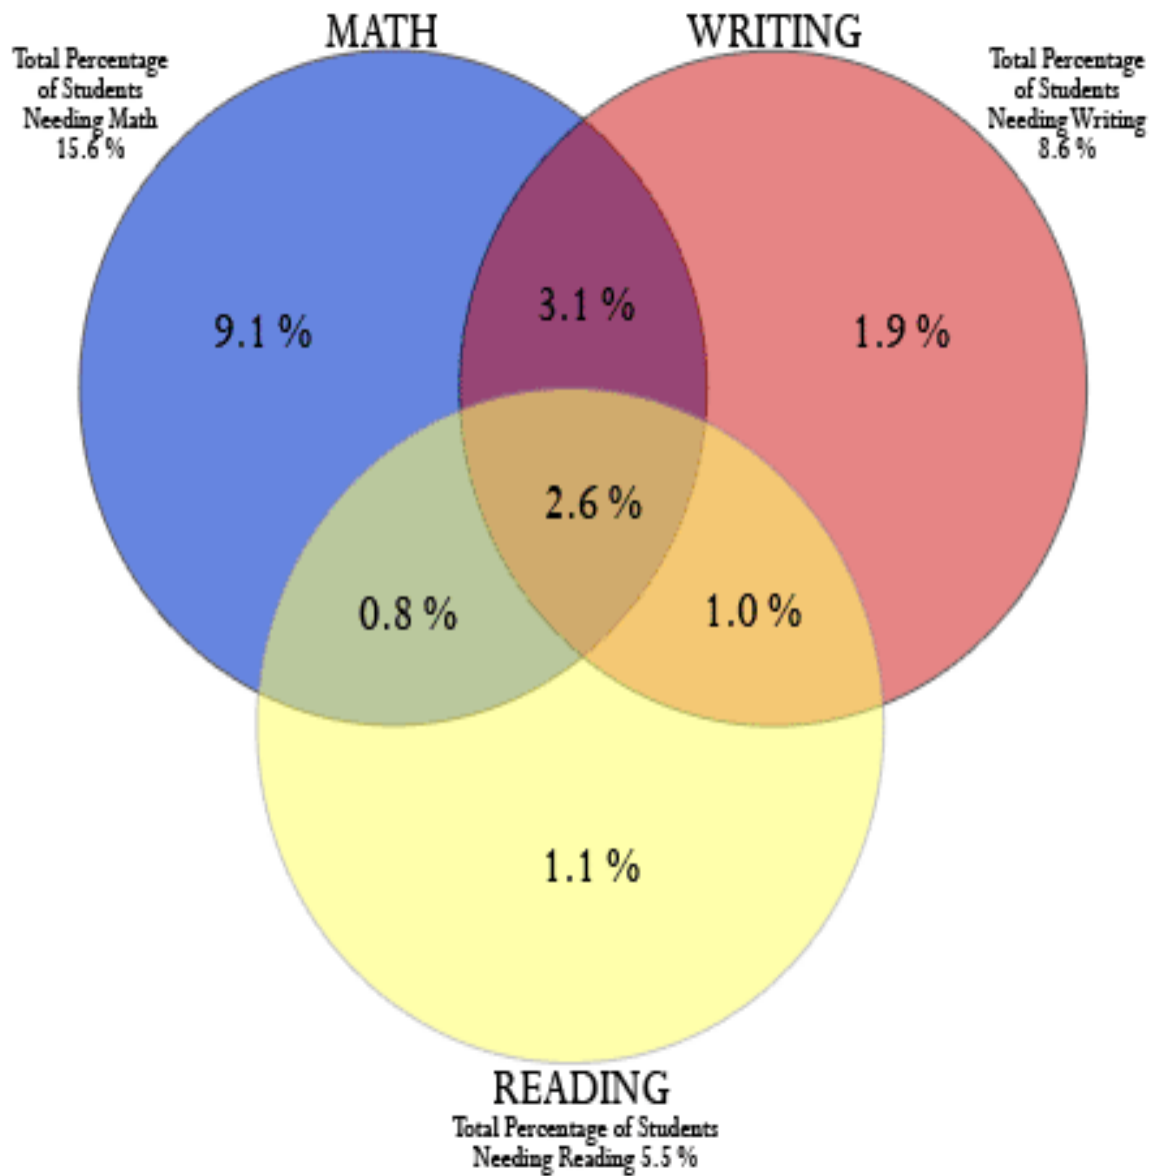 MATH
WRITING
Total Percentage
of Students
Needing Math
15.6 %
Total Percentage
of Students
Needing Writing
8.6 %
9.1 %
3.1 %
1.9 %
2.6 %
0.8 %
1.0 %
1.1 %
READING
Total Percentage of Students
Needing Reading 5.5 %